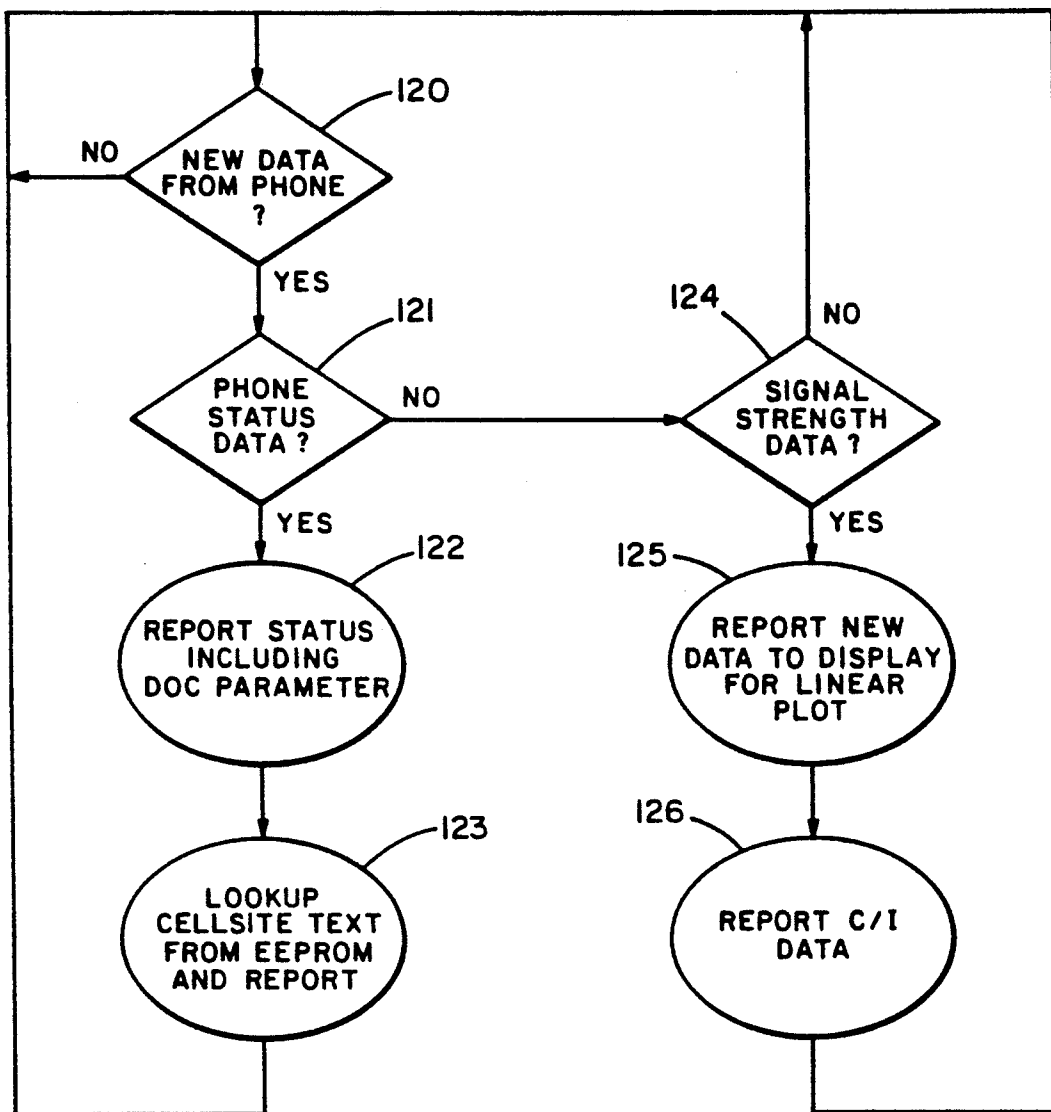 120
NO
NEW DATA
FROM PHONE
?
YES
121
PHONE
STATUS
DATA ?
NO
124
NO
SIGNAL
STRENGTH
DATA ?
YES
122
REPORT STATUS
INCLUDING
DOC PARAMETER
YES
125
REPORT NEW
DATA TO DISPLAY
FOR LINEAR
PLOT
123
LOOKUP
CELLSITE TEXT
FROM EEPROM
AND REPORT
126
REPORT C/I
DATA